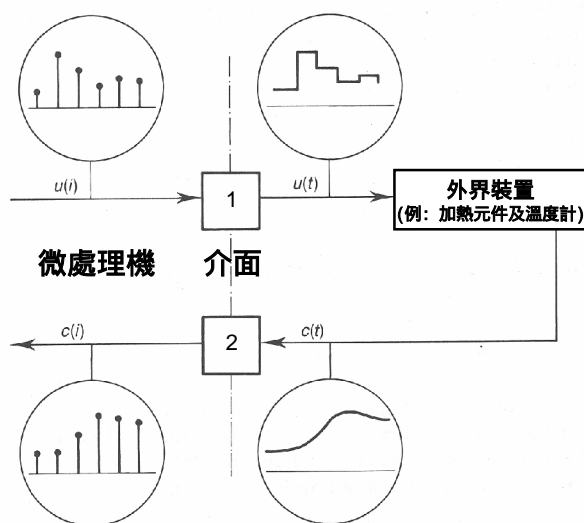 u(i)
1
u(t)
外界裝置
(例：加熱元件及溫度計)
微處理機
介面
c(i)
2
c(t)